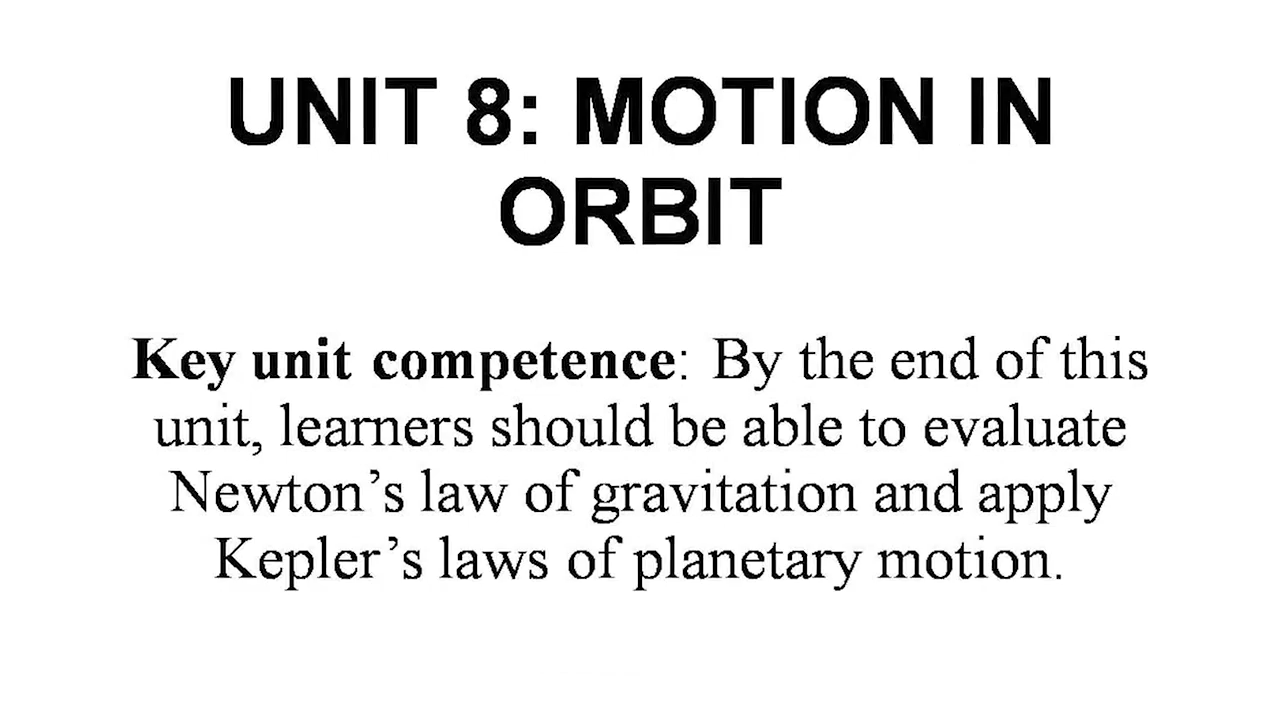 UNIT 8: MOTION IN
ORBIT
Key unit competence: By the end of this
unit, learners should be able to evaluate
Newton’s law of gravitation and apply
Kepler’s laws of planetary motion.